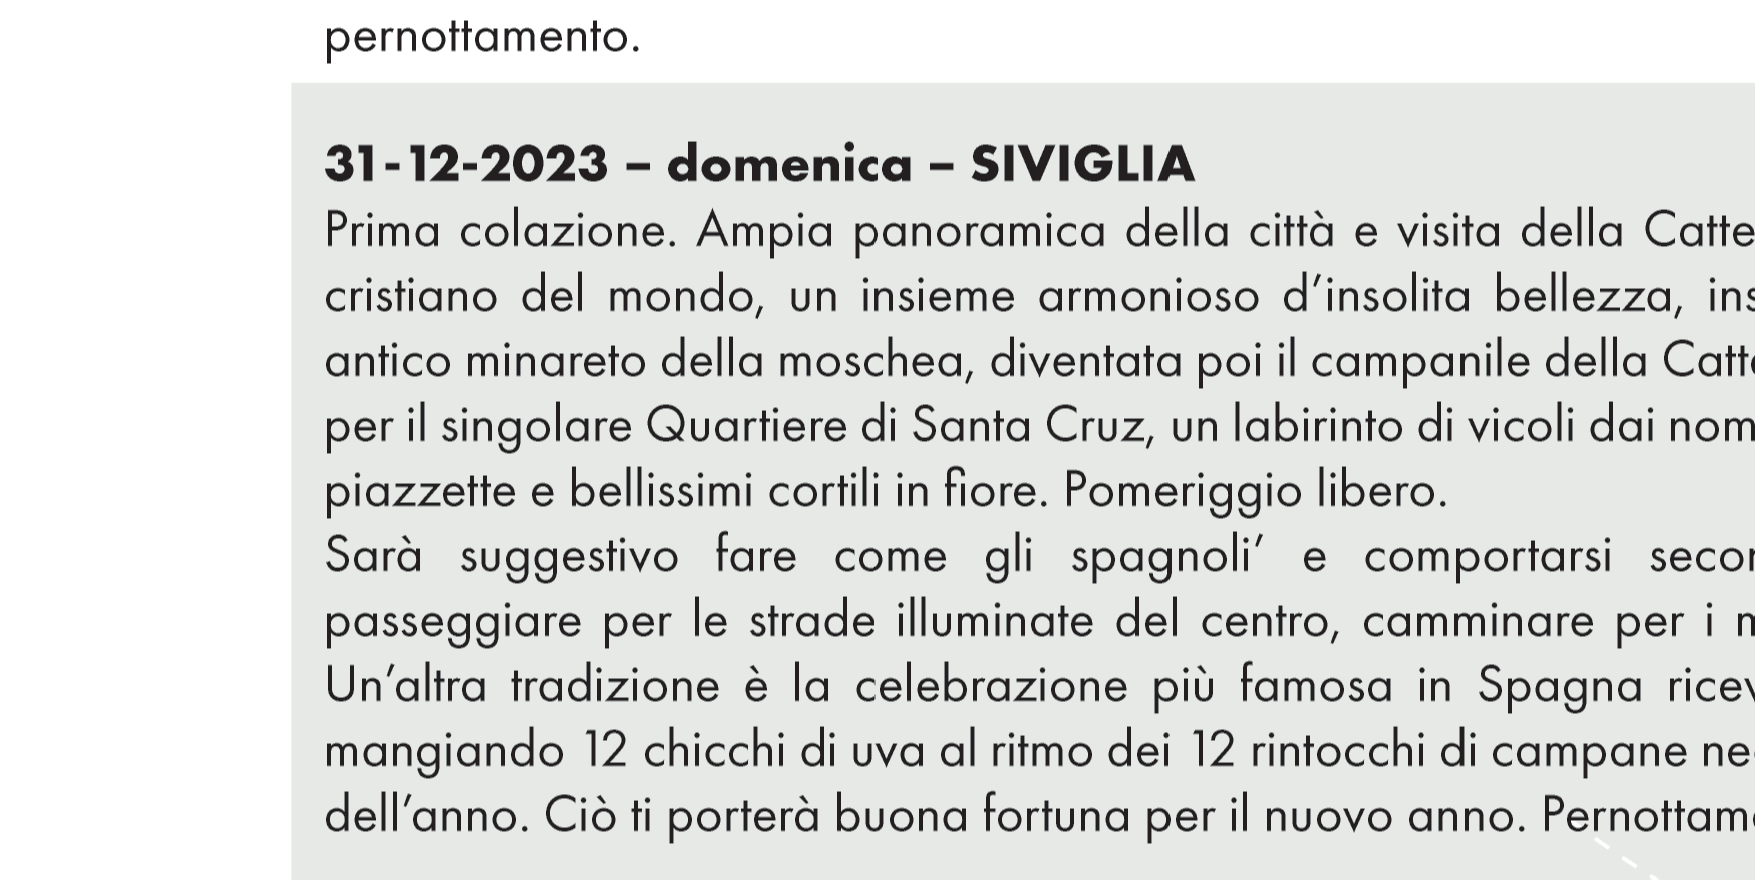 pernottamento.
31-12-2023 – domenica – SIVIGLIA
Prima colazione. Ampia panoramica della città e visita della Catte
cristiano del mondo, un insieme armonioso d’insolita bellezza, ins
antico minareto della moschea, diventata poi il campanile della Catt
per il singolare Quartiere di Santa Cruz, un labirinto di vicoli dai nom
piazzette e bellissimi cortili in fiore. Pomeriggio libero.
Sarà suggestivo fare come gli spagnoli’ e comportarsi secon
passeggiare per le strade illuminate del centro, camminare per i m
Un’altra tradizione è la celebrazione più famosa in Spagna ricev
mangiando 12 chicchi di uva al ritmo dei 12 rintocchi di campane ne
dell’anno. Ciò ti porterà buona fortuna per il nuovo anno. Pernottam